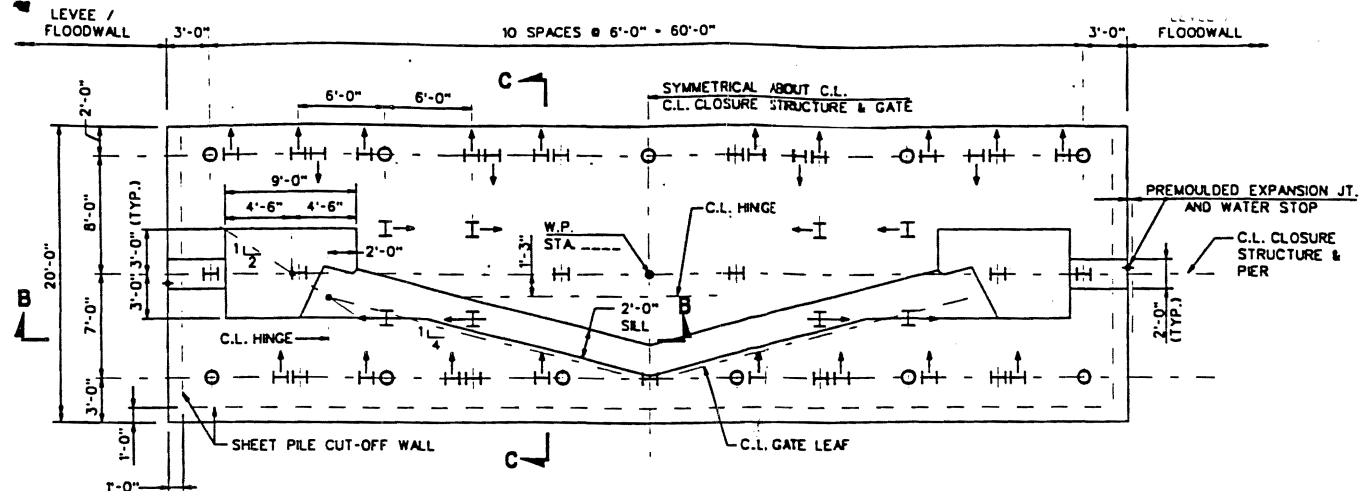 LEVEE /
FLOODWALL
3'-0"
10 SPACES @ 6'-0" = 60'-0"
3'-0"
FLOODWALL
C
SYMMETRICAL ABOUT C.L.
C.L. CLOSURE STRUCTURE & GATE
6'-0"
6'-0"
2'-0"
9'-0"
4'-6"
4'-6"
PREMOULDED EXPANSION JT.
AND WATER STOP
8'-0"
3'-0" (TYP.)
C.L. HINGE
W.P.
STA. ____
1
2
2'-0"
1'-3"
C.L. CLOSURE
STRUCTURE &
PIER
20'-0"
B
3'-0"
7'-0"
B
2'-0"
SILL
2'-0"
(TYP.)
C.L. HINGE
1
4
3'-0"
1'-0"
SHEET PILE CUT-OFF WALL
C
C.L. GATE LEAF
1'-0"